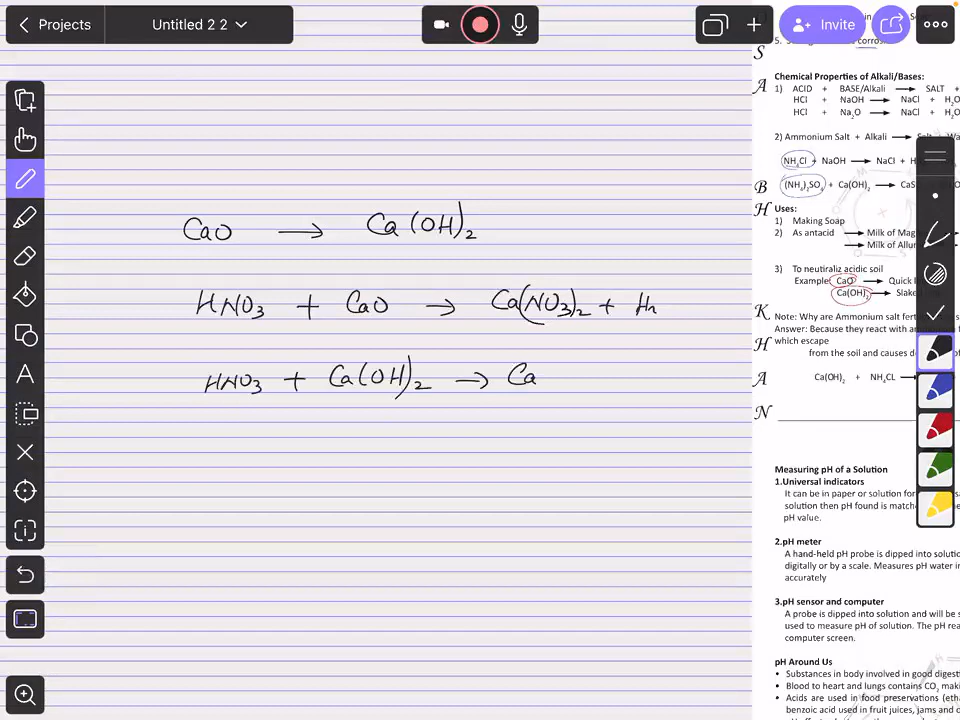 Projects
Untitled 2 2
Invite
CaO → Ca(OH)₂
HNO₃ + CaO → Ca(NO₃)₂ + H₂
HNO₃ + Ca(OH)₂ → Ca
S
A
B
H
K
H
A
N
5.
Chemical Properties of Alkali/Bases:
1) ACID + BASE/Alkali → SALT +
HCl + NaOH → NaCl + H₂O
HCl + Na₂O → NaCl + H₂O
2) Ammonium Salt + Alkali → Salt + Wa
NH₄Cl + NaOH → NaCl + H
(NH₄)₂SO₄ + Ca(OH)₂ → CaS
Uses:
1) Making Soap
2) As antacid → Milk of Mag
→ Milk of Allu
3) To neutraliz acidic soil
Example: CaO → Quick l
Ca(OH)₂ → Slake
Note: Why are Ammonium salt fert
Answer: Because they react with a
which escape
from the soil and causes d
Ca(OH)₂ + NH₄CL →
Measuring pH of a Solution
1.Universal indicators
It can be in paper or solution for
solution then pH found is match
pH value.
2.pH meter
A hand-held pH probe is dipped into soluti
digitally or by a scale. Measures pH water i
accurately
3.pH sensor and computer
A probe is dipped into solution and will be s
used to measure pH of solution. The pH rea
computer screen.
pH Around Us
• Substances in body involved in good digest
• Blood to heart and lungs contains CO₂ maki
• Acids are used in food preservations (etha
benzoic acid used in fruit juices, jams and o